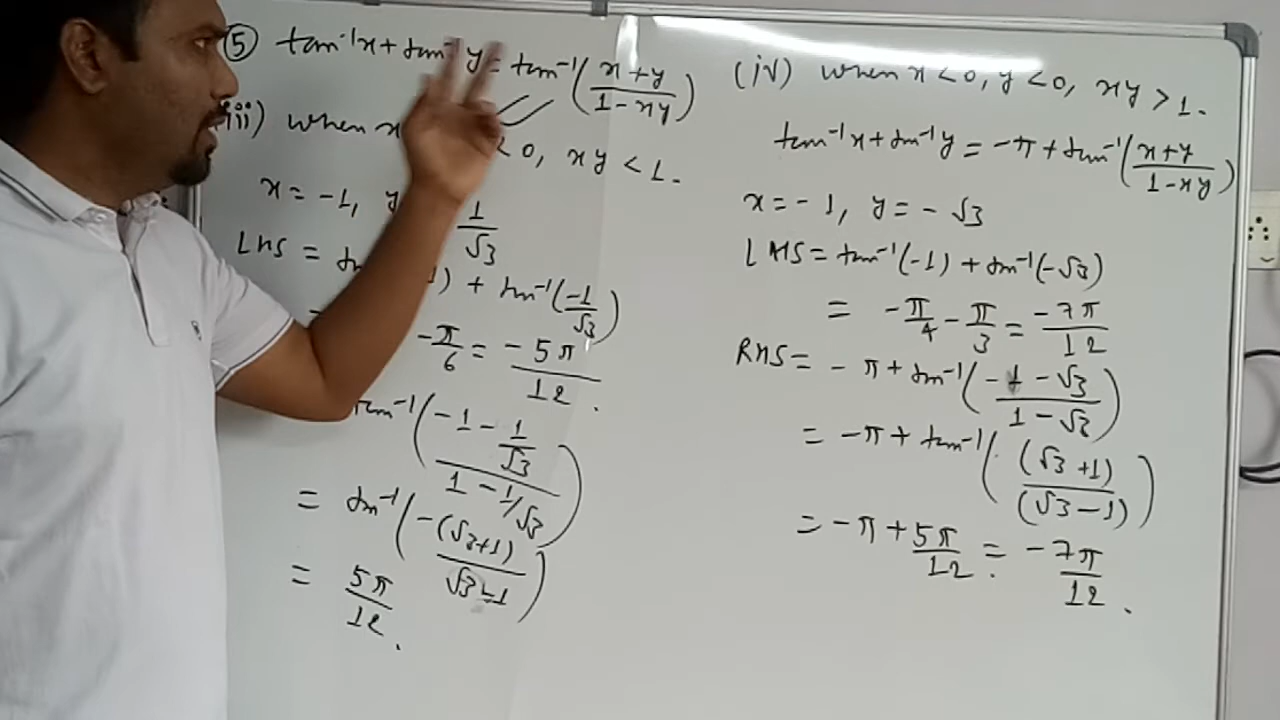 ⑤ tan⁻¹x + tan⁻¹y = tan⁻¹((x+y)/(1-xy))
iii) when x < 0, xy < 1.
x = -1, y 1/√3
LHS = 1) + tan⁻¹(-1/√3)
-π/6 = -5π/12.
tan⁻¹((-1 - 1/√3)/(1 - 1/√3))
= tan⁻¹(-(√3+1)/(√3-1))
= 5π/12.
(iv) when x < 0, y < 0, xy > 1.
tan⁻¹x + tan⁻¹y = -π + tan⁻¹((x+y)/(1-xy))
x = -1, y = -√3
LHS = tan⁻¹(-1) + tan⁻¹(-√3)
= -π/4 - π/3 = -7π/12
RHS = -π + tan⁻¹((-1-√3)/(1-√3))
= -π + tan⁻¹((√3+1)/(√3-1))
= -π + 5π/12 = -7π/12.